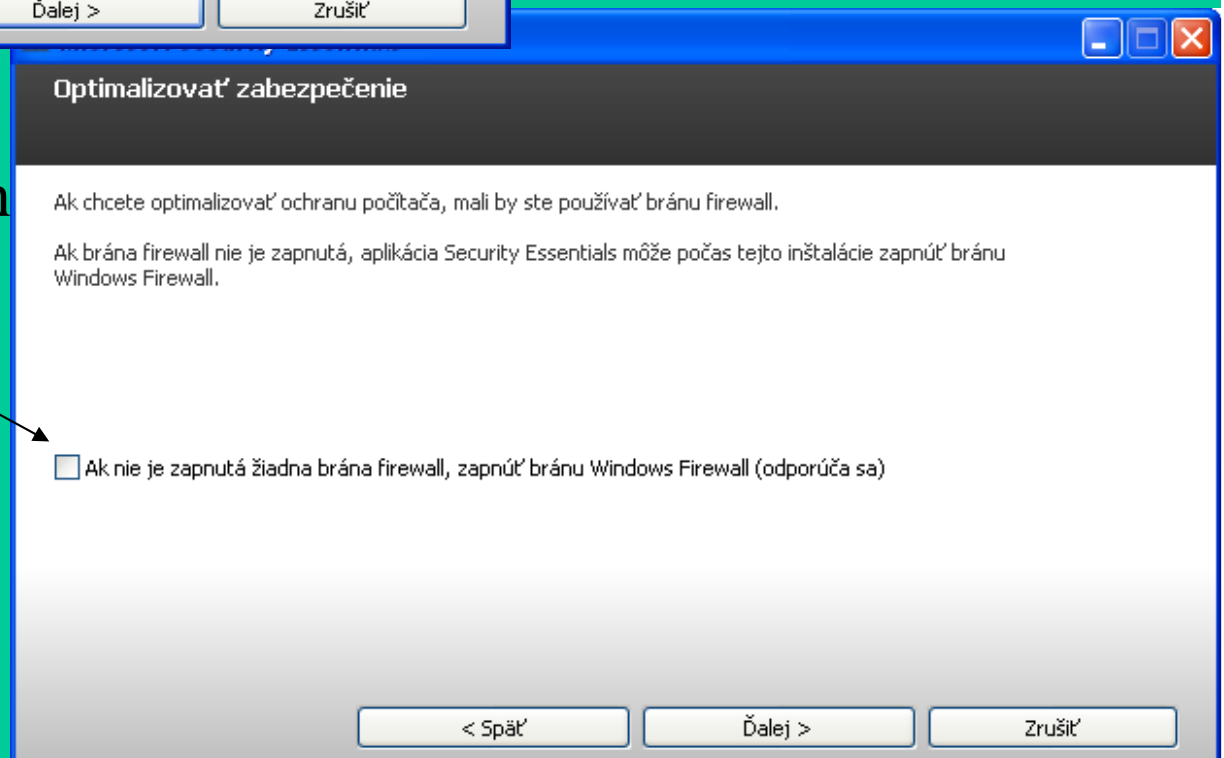 Ďalej >
Zrušiť
Optimalizovať zabezpečenie
Ak chcete optimalizovať ochranu počítača, mali by ste používať bránu firewall.
Ak brána firewall nie je zapnutá, aplikácia Security Essentials môže počas tejto inštalácie zapnúť bránu
Windows Firewall.
Ak nie je zapnutá žiadna brána firewall, zapnúť bránu Windows Firewall (odporúča sa)
< Späť
Ďalej >
Zrušiť